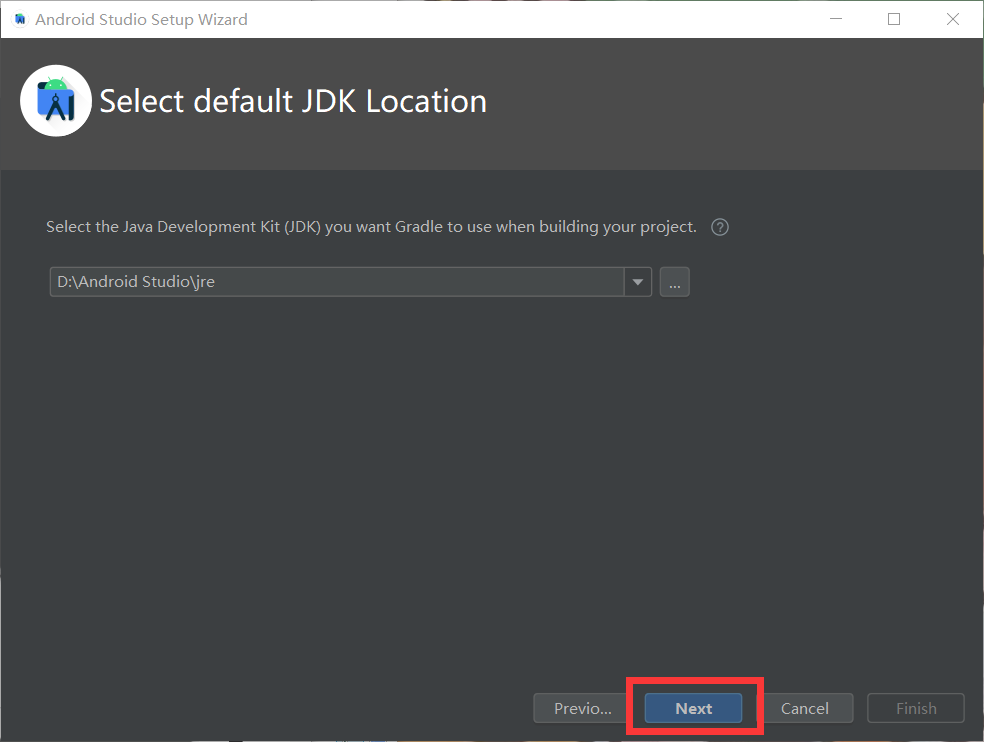 Android Studio Setup Wizard
Select default JDK Location
Select the Java Development Kit (JDK) you want Gradle to use when building your project. ?
D:\Android Studio\jre ...
Previo... Next Cancel Finish